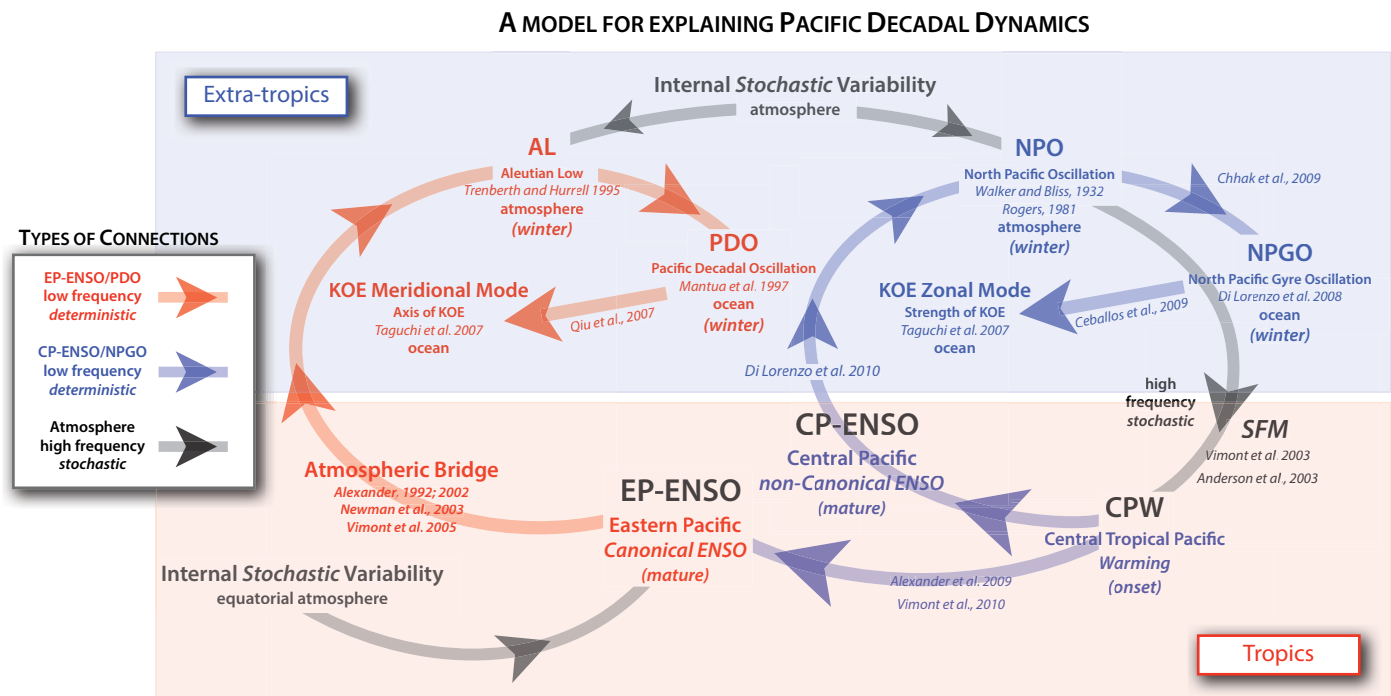 A MODEL FOR EXPLAINING PACIFIC DECADAL DYNAMICS
Extra-tropics
Internal Stochastic Variability
atmosphere
AL
Aleutian Low
Trenberth and Hurrell 1995
atmosphere
(winter)
NPO
North Pacific Oscillation
Walker and Bliss, 1932
Rogers, 1981
atmosphere
(winter)
Chhak et al., 2009
PDO
Pacific Decadal Oscillation
Mantua et al. 1997
ocean
(winter)
NPGO
North Pacific Gyre Oscillation
Di Lorenzo et al. 2008
ocean
(winter)
KOE Meridional Mode
Axis of KOE
Taguchi et al. 2007
ocean
Qiu et al., 2007
KOE Zonal Mode
Strength of KOE
Taguchi et al. 2007
ocean
Ceballos et al., 2009
TYPES OF CONNECTIONS
EP-ENSO/PDO
low frequency
deterministic
CP-ENSO/NPGO
low frequency
deterministic
Atmosphere
high frequency
stochastic
Di Lorenzo et al. 2010
high
frequency
stochastic
SFM
Vimont et al. 2003
Anderson et al., 2003
CP-ENSO
Central Pacific
non-Canonical ENSO
(mature)
Atmospheric Bridge
Alexander, 1992; 2002
Newman et al., 2003
Vimont et al. 2005
EP-ENSO
Eastern Pacific
Canonical ENSO
(mature)
CPW
Central Tropical Pacific
Warming
(onset)
Alexander et al. 2009
Vimont et al., 2010
Internal Stochastic Variability
equatorial atmosphere
Tropics